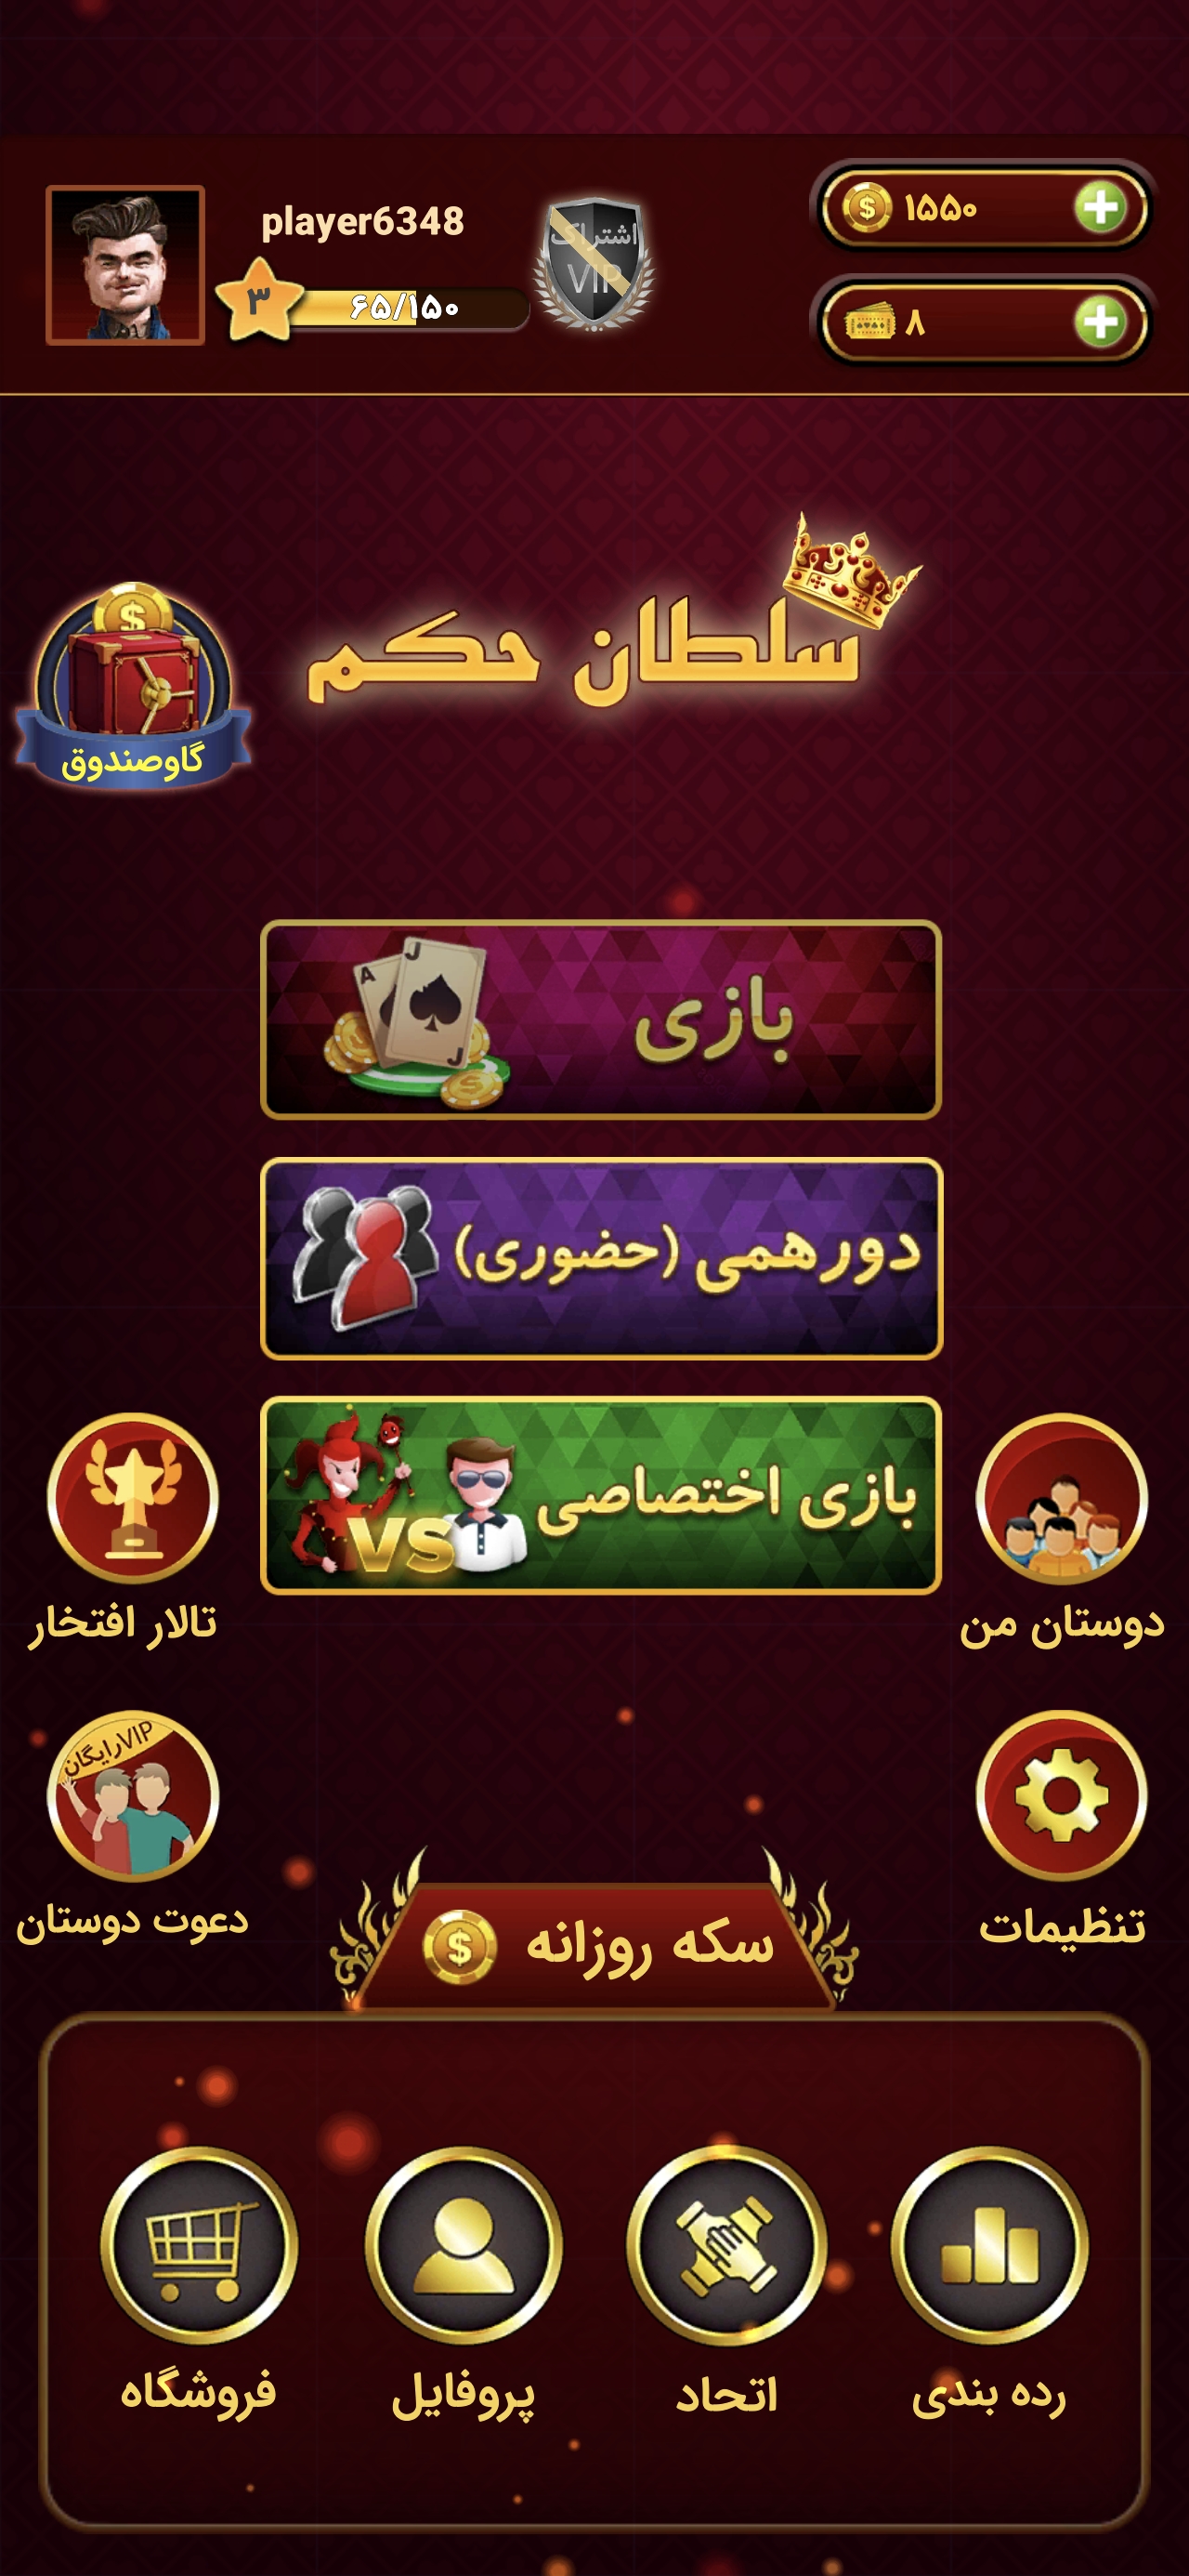 player6348
۳
۶۵/۱۵۰
اشتراک
VIP
۱۵۵۰
۸
سلطان حکم
گاوصندوق
A
J
J
بازی
دورهمی (حضوری)
VS
بازی اختصاصی
تالار افتخار
دوستان من
VIP رایگان
دعوت دوستان
تنظیمات
سکه روزانه
فروشگاه
پروفایل
اتحاد
رده بندی